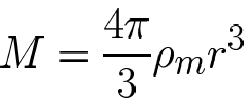 $M = \frac{4\pi}{3} \rho_m r^3$